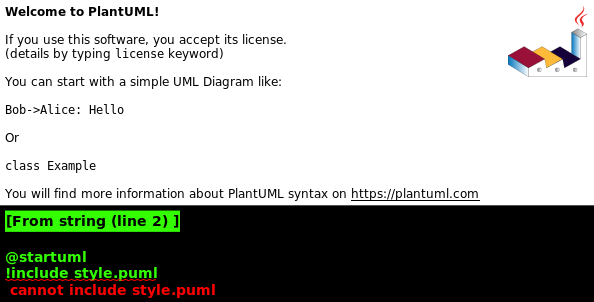 Welcome to PlantUML!
If you use this software, you accept its license.
(details by typing license keyword)
You can start with a simple UML Diagram like:
Bob->Alice: Hello
Or
class Example
You will find more information about PlantUML syntax on https://plantuml.com
[From string (line 2) ]
@startuml
!include style.puml
cannot include style.puml